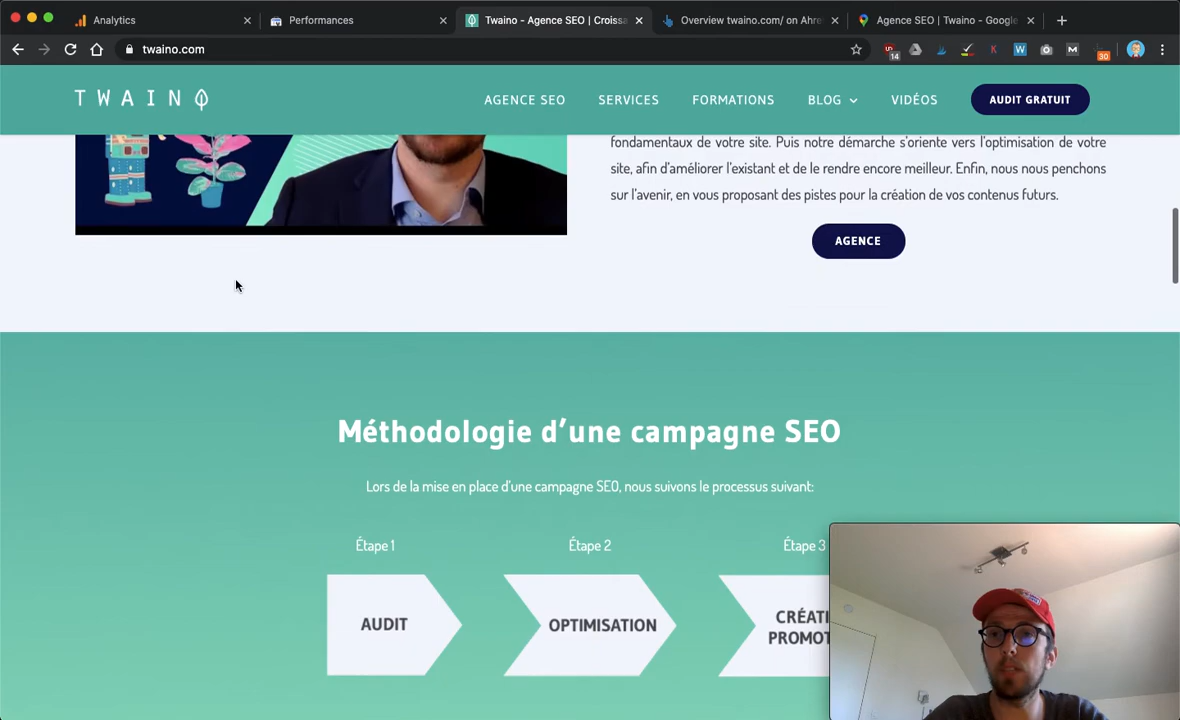 Analytics
Performances
Twaino - Agence SEO | Croissa
Overview twaino.com/ on Ahre
Agence SEO | Twaino - Google
twaino.com
14
K
W
M
30
TWAINO
AGENCE SEO
SERVICES
FORMATIONS
BLOG
VIDÉOS
AUDIT GRATUIT
fondamentaux de votre site. Puis notre démarche s'oriente vers l'optimisation de votre
site, afin d'améliorer l'existant et de le rendre encore meilleur. Enfin, nous nous penchons
sur l'avenir, en vous proposant des pistes pour la création de vos contenus futurs.
AGENCE
Méthodologie d'une campagne SEO
Lors de la mise en place d'une campagne SEO, nous suivons le processus suivant:
Étape 1
Étape 2
Étape 3
AUDIT
OPTIMISATION
CRÉATI
PROMOT